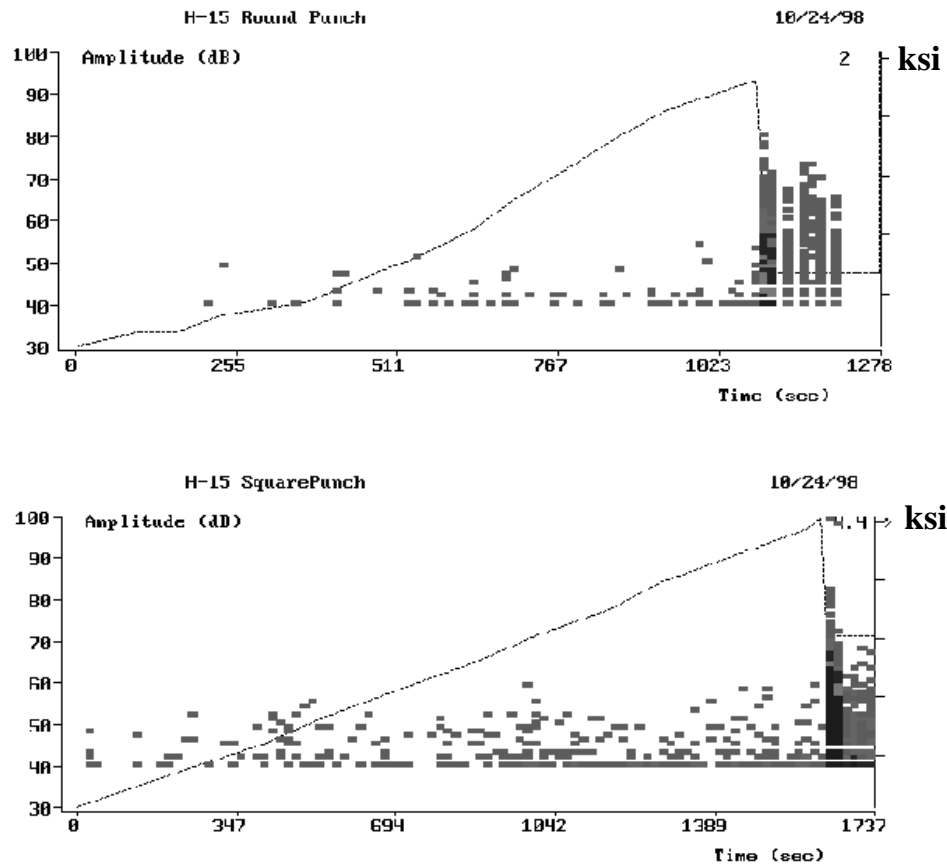 H-15 Round Punch 10/24/98
Amplitude (dB) 2 ksi
100
90
80
70
60
50
40
30
0 255 511 767 1023 1278
Time (sec)
H-15 SquarePunch 10/24/98
Amplitude (dB) .4 ksi
100
90
80
70
60
50
40
30
0 347 694 1042 1389 1737
Time (sec)